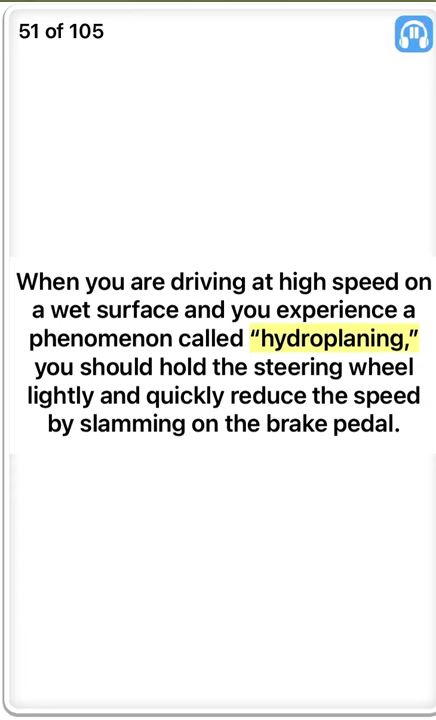 51 of 105
When you are driving at high speed on
a wet surface and you experience a
phenomenon called “hydroplaning,”
you should hold the steering wheel
lightly and quickly reduce the speed
by slamming on the brake pedal.